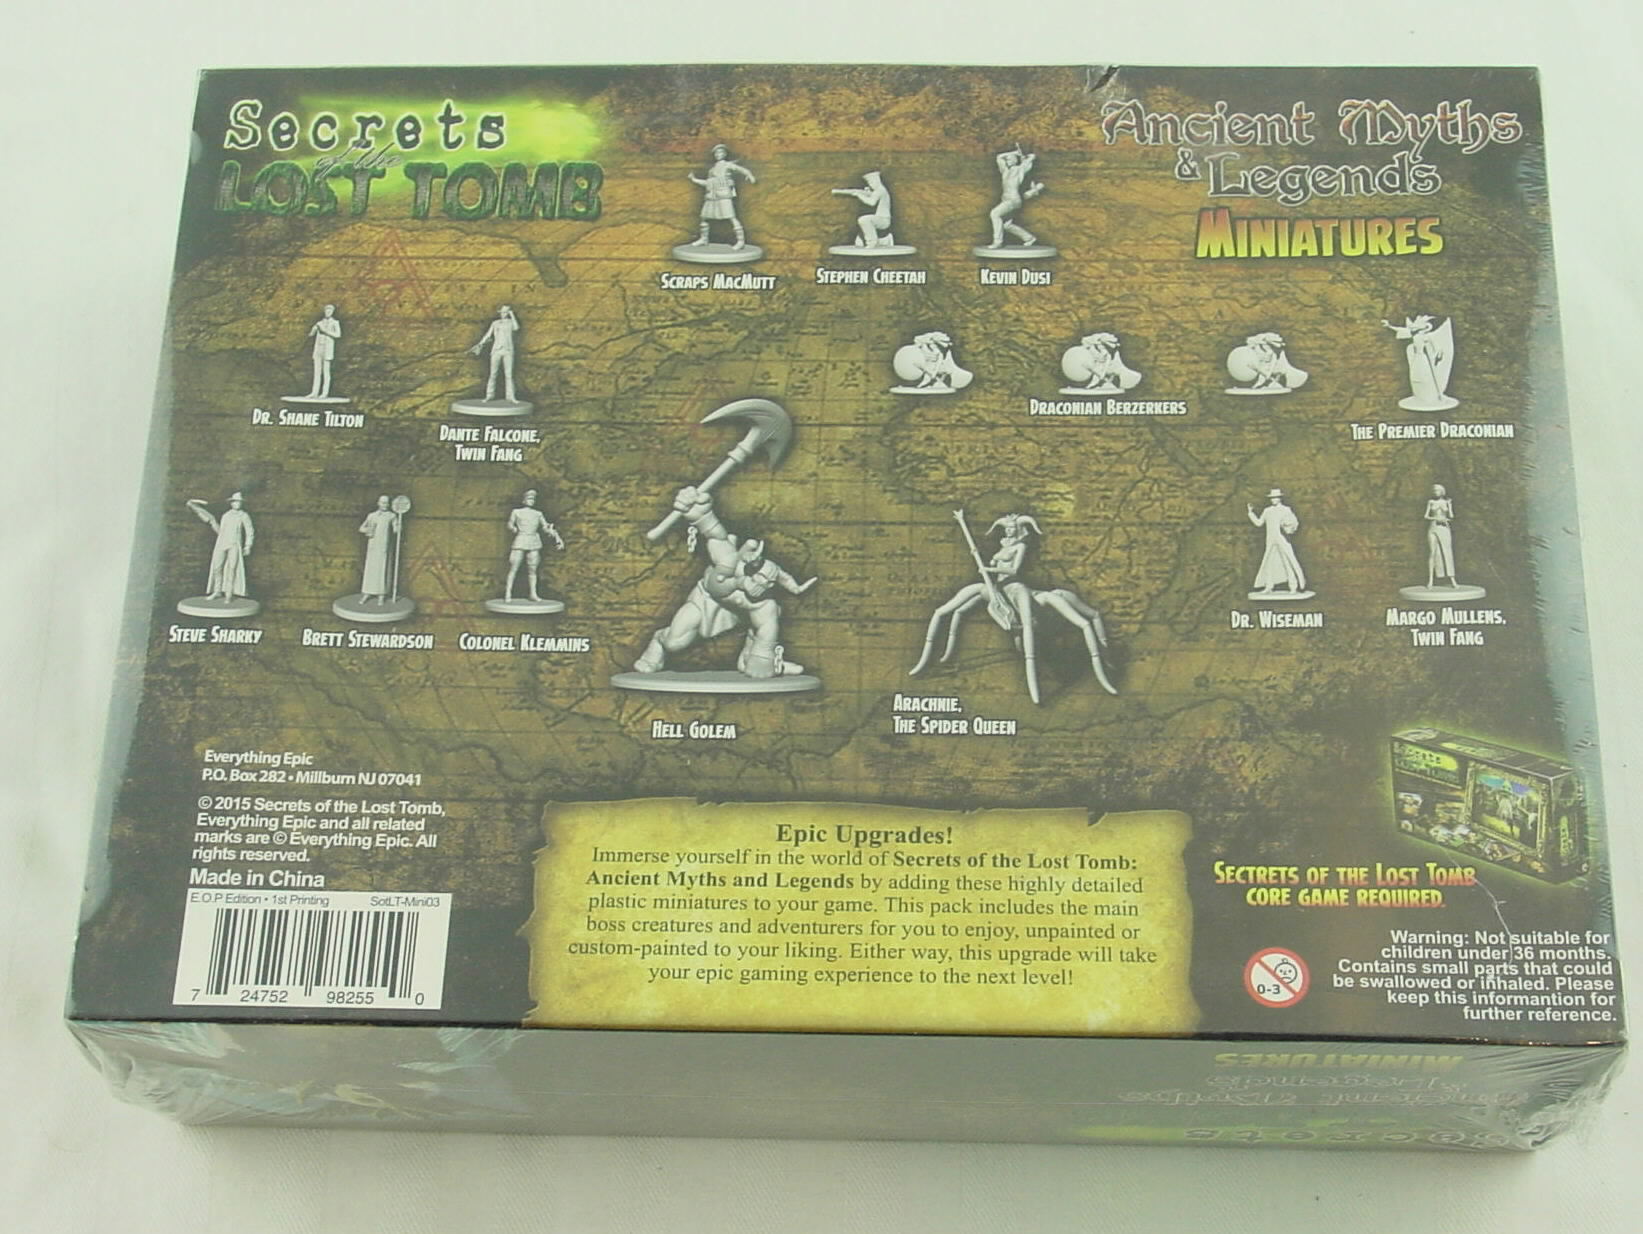 Secrets
of the
LOST TOMB
Ancient Myths
& Legends
MINIATURES
SCRAPS MACMUTT
STEPHEN CHEETAH
KEVIN DUSI
DR. SHANE TILTON
DANTE FALCONE,
TWIN FANG
DRACONIAN BERZERKERS
THE PREMIER DRACONIAN
STEVE SHARKY
BRETT STEWARDSON
COLONEL KLEMMINS
HELL GOLEM
ARACHNIE,
THE SPIDER QUEEN
DR. WISEMAN
MARGO MULLENS,
TWIN FANG
Everything Epic
P.O. Box 282 • Millburn NJ 07041
© 2015 Secrets of the Lost Tomb,
Everything Epic and all related
marks are © Everything Epic. All
rights reserved.
Made in China
E.O.P Edition • 1st Printing SotLT-Mini03
7 24752 98255 0
Epic Upgrades!
Immerse yourself in the world of Secrets of the Lost Tomb:
Ancient Myths and Legends by adding these highly detailed
plastic miniatures to your game. This pack includes the main
boss creatures and adventurers for you to enjoy, unpainted or
custom-painted to your liking. Either way, this upgrade will take
your epic gaming experience to the next level!
SECTRETS OF THE LOST TOMB
CORE GAME REQUIRED.
0-3
Warning: Not suitable for
children under 36 months.
Contains small parts that could
be swallowed or inhaled. Please
keep this informantion for
further reference.
MINIATURES
& Legends
Ancient Myths
Secrets